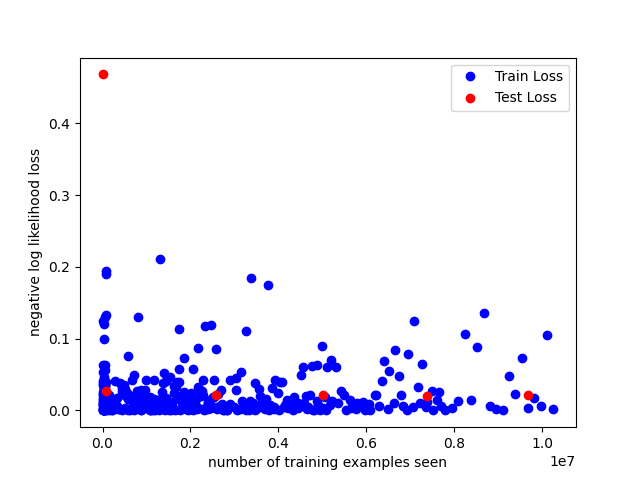 Train Loss
Test Loss
negative log likelihood loss
0.4
0.3
0.2
0.1
0.0
0.0 0.2 0.4 0.6 0.8 1.0
1e7
number of training examples seen